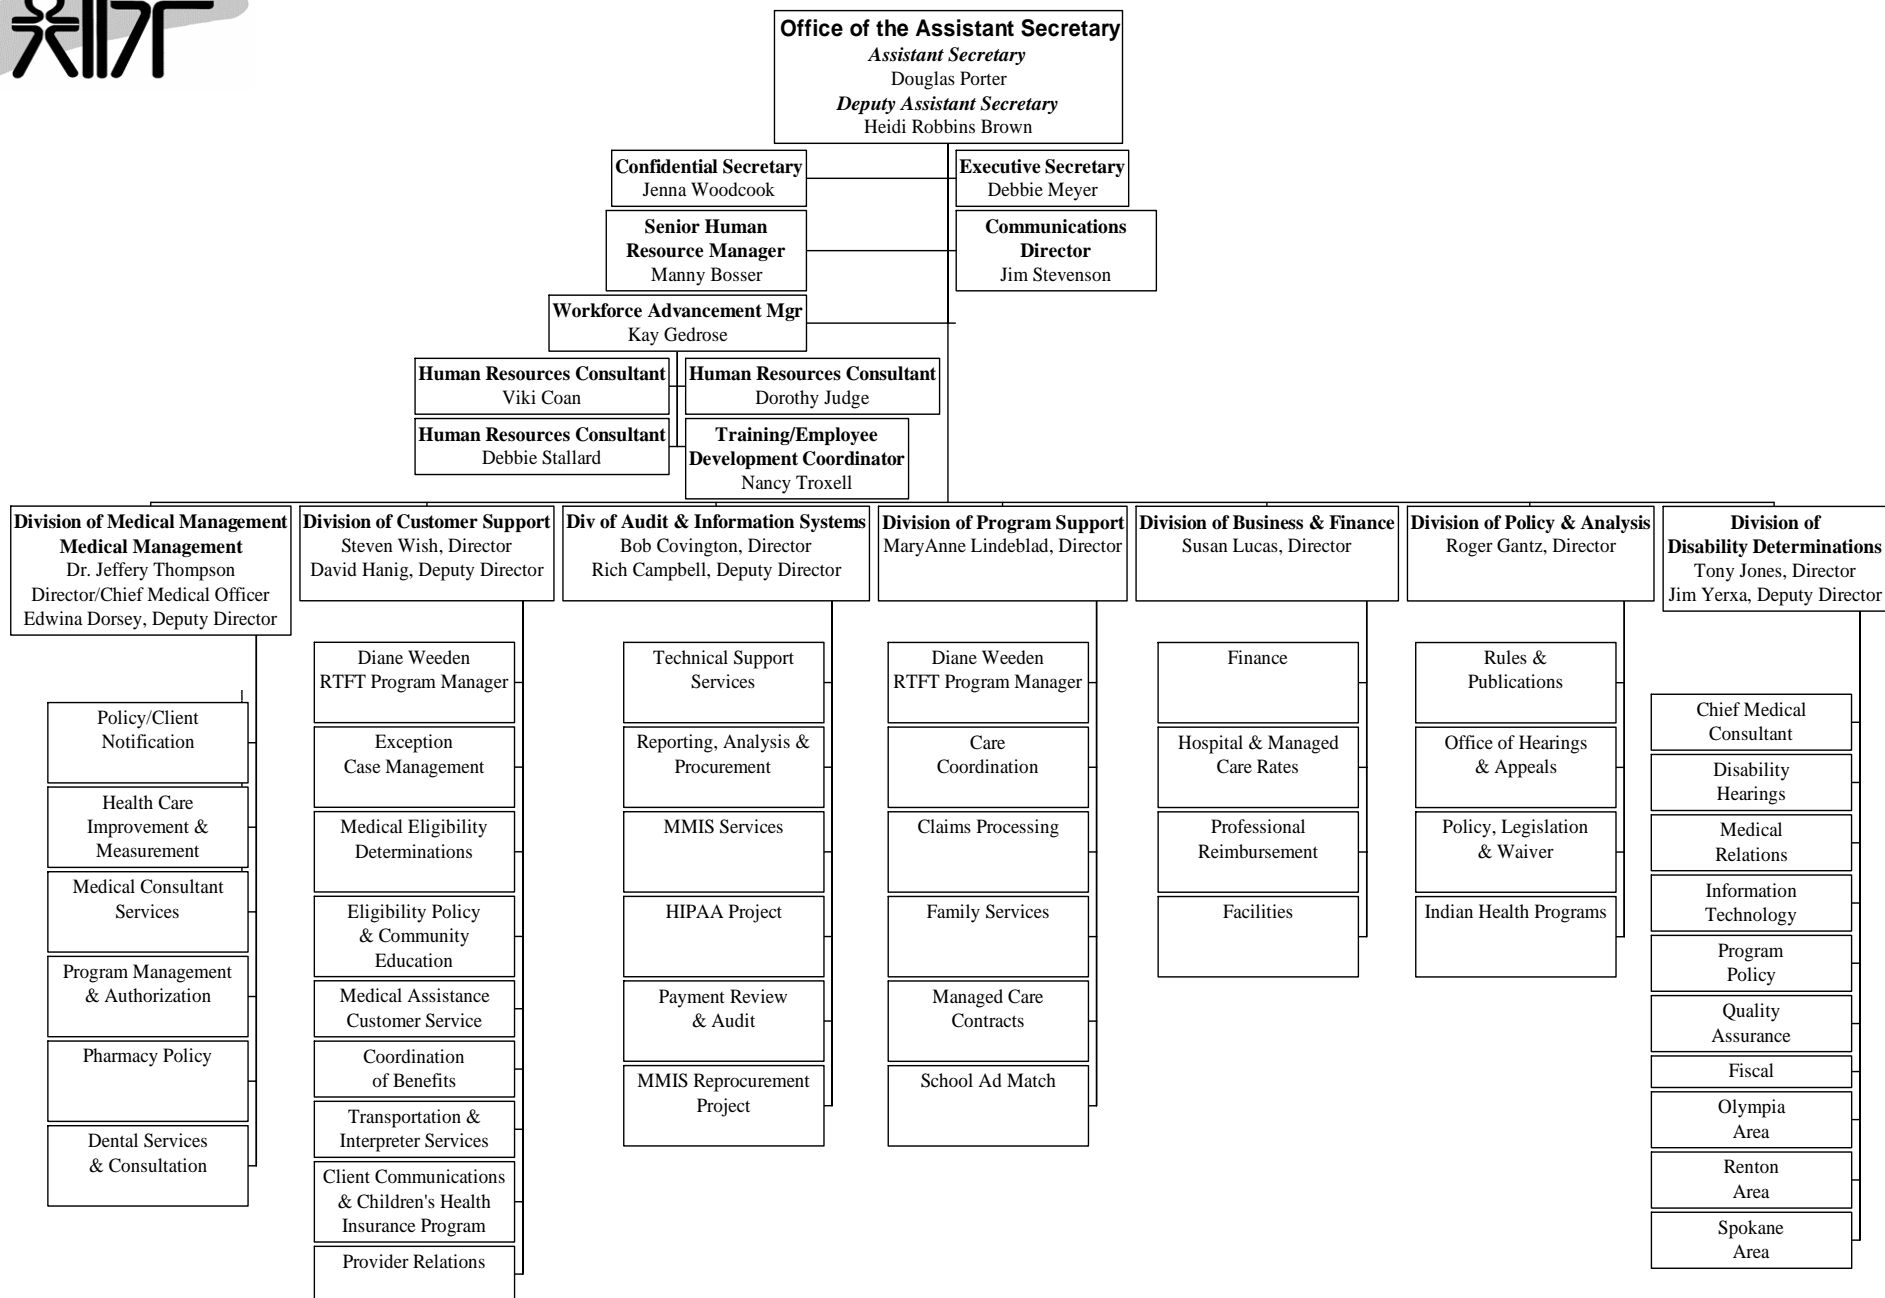 Office of the Assistant Secretary
Assistant Secretary
Douglas Porter
Deputy Assistant Secretary
Heidi Robbins Brown
Confidential Secretary
Jenna Woodcook
Executive Secretary
Debbie Meyer
Senior Human
Resource Manager
Manny Bosser
Communications
Director
Jim Stevenson
Workforce Advancement Mgr
Kay Gedrose
Human Resources Consultant
Viki Coan
Human Resources Consultant
Dorothy Judge
Human Resources Consultant
Debbie Stallard
Training/Employee
Development Coordinator
Nancy Troxell
Division of Medical Management
Medical Management
Dr. Jeffery Thompson
Director/Chief Medical Officer
Edwina Dorsey, Deputy Director
Policy/Client
Notification
Health Care
Improvement &
Measurement
Medical Consultant
Services
Program Management
& Authorization
Pharmacy Policy
Dental Services
& Consultation
Division of Customer Support
Steven Wish, Director
David Hanig, Deputy Director
Diane Weeden
RTFT Program Manager
Exception
Case Management
Medical Eligibility
Determinations
Eligibility Policy
& Community
Education
Medical Assistance
Customer Service
Coordination
of Benefits
Transportation &
Interpreter Services
Client Communications
& Children's Health
Insurance Program
Provider Relations
Div of Audit & Information Systems
Bob Covington, Director
Rich Campbell, Deputy Director
Technical Support
Services
Reporting, Analysis &
Procurement
MMIS Services
HIPAA Project
Payment Review
& Audit
MMIS Reprocurement
Project
Division of Program Support
MaryAnne Lindeblad, Director
Diane Weeden
RTFT Program Manager
Care
Coordination
Claims Processing
Family Services
Managed Care
Contracts
School Ad Match
Division of Business & Finance
Susan Lucas, Director
Finance
Hospital & Managed
Care Rates
Professional
Reimbursement
Facilities
Division of Policy & Analysis
Roger Gantz, Director
Rules &
Publications
Office of Hearings
& Appeals
Policy, Legislation
& Waiver
Indian Health Programs
Division of
Disability Determinations
Tony Jones, Director
Jim Yerxa, Deputy Director
Chief Medical
Consultant
Disability
Hearings
Medical
Relations
Information
Technology
Program
Policy
Quality
Assurance
Fiscal
Olympia
Area
Renton
Area
Spokane
Area